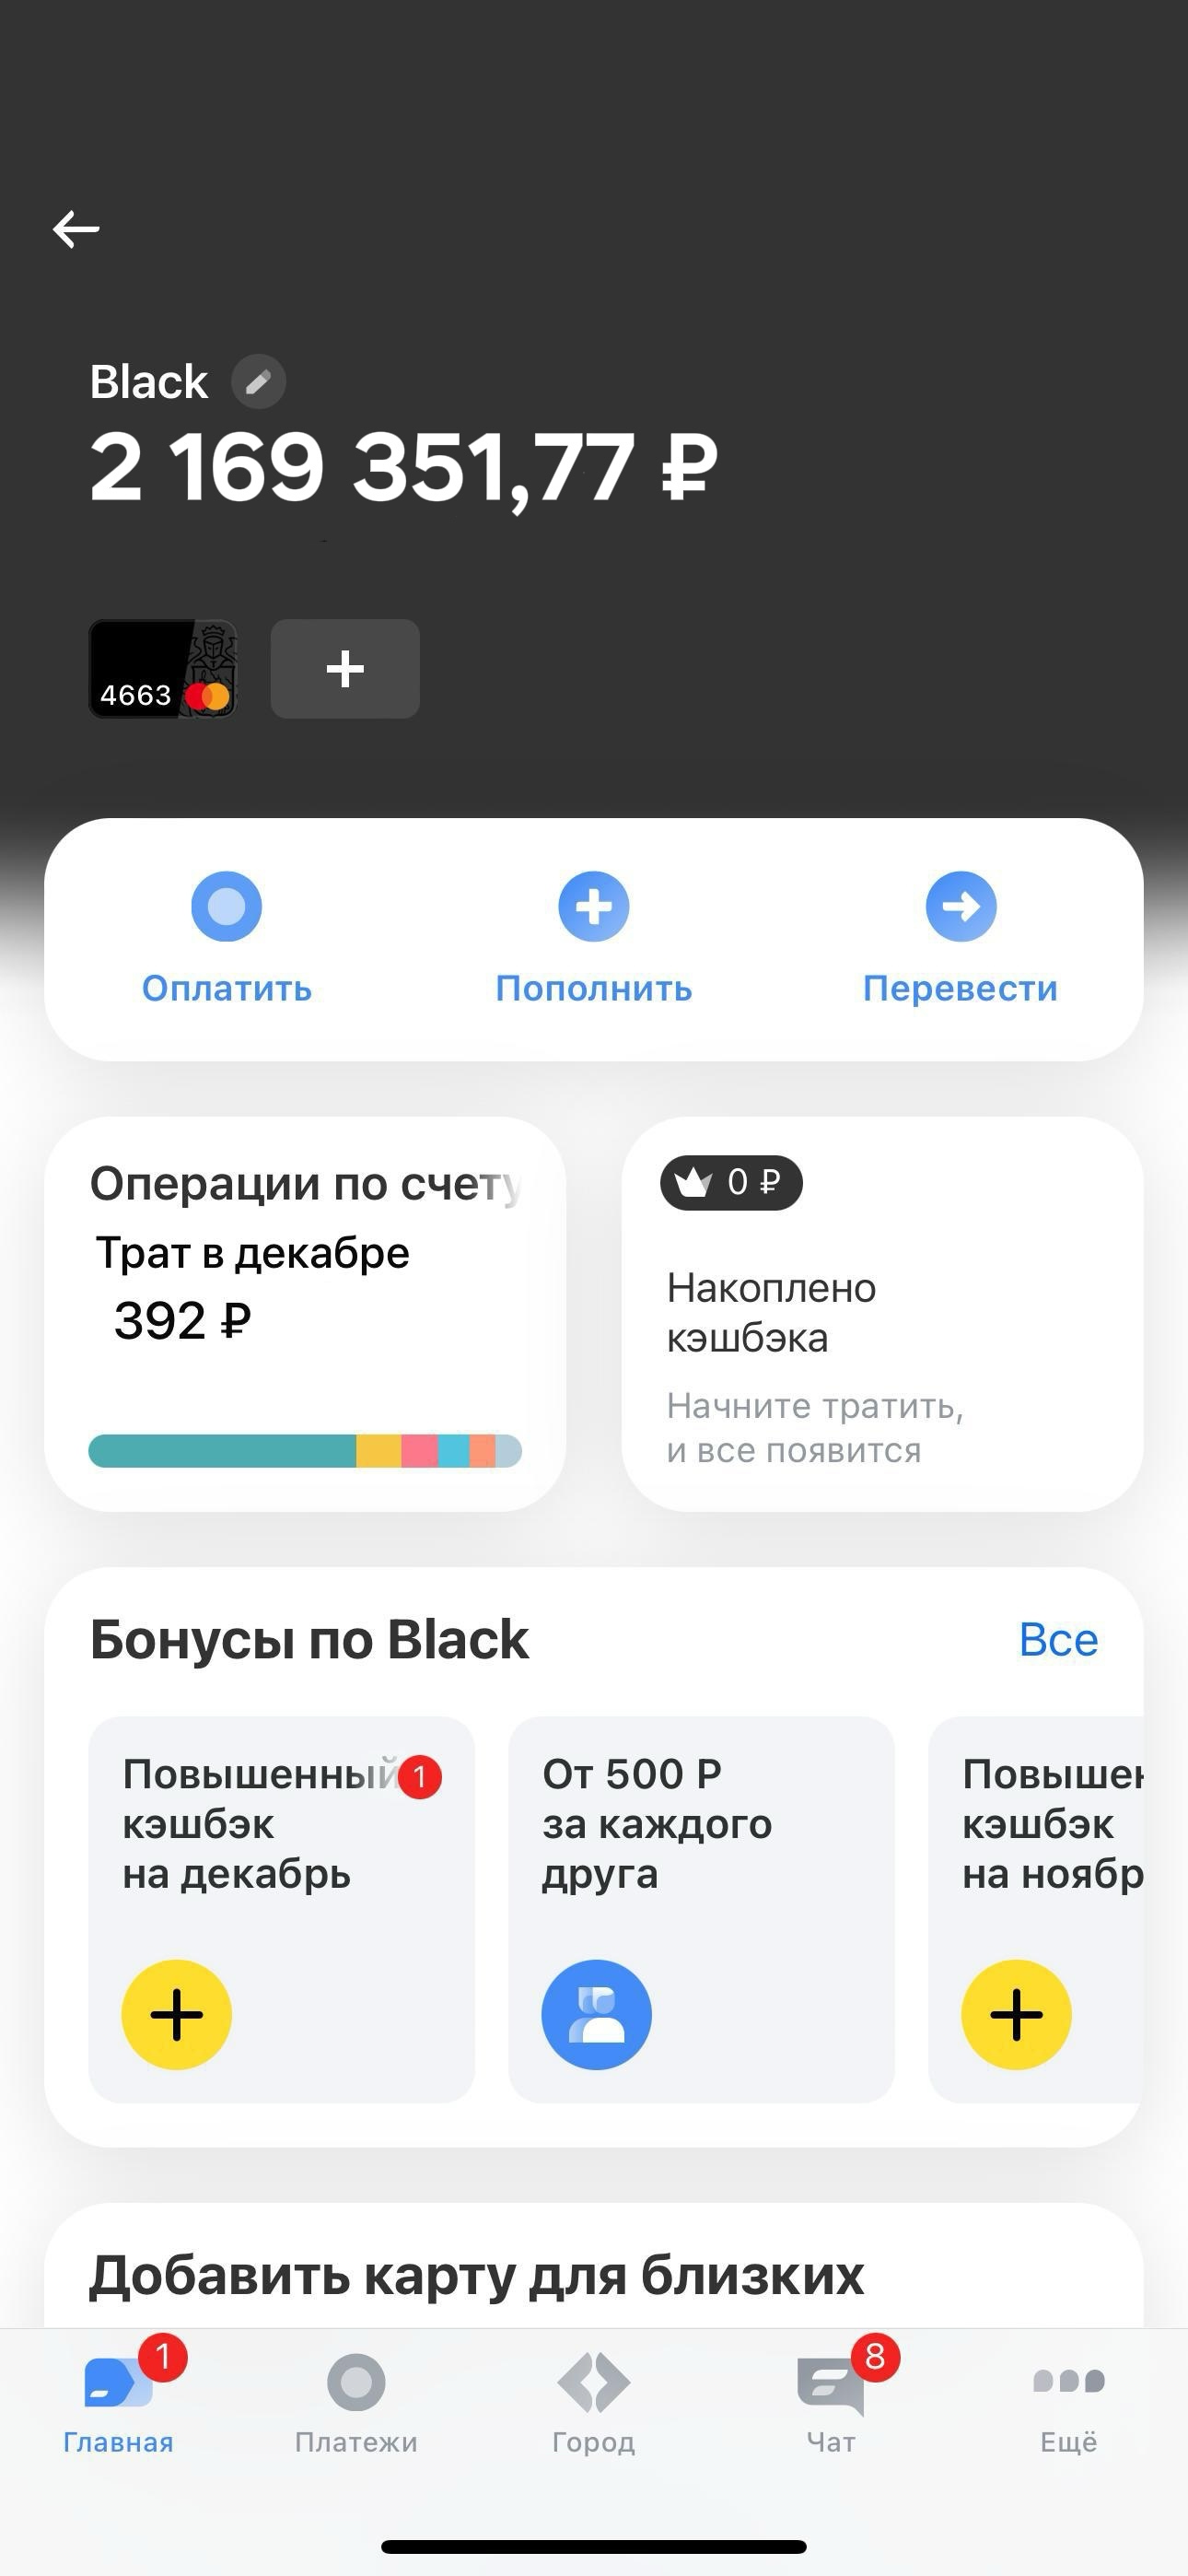 Black
2 169 351,77 ₽
4663
Оплатить
Пополнить
Перевести
Операции по счету
Трат в декабре
392 ₽
0 ₽
Накоплено
кэшбэка
Начните тратить,
и все появится
Бонусы по Black
Все
Повышенный
1
кэшбэк
на декабрь
От 500 Р
за каждого
друга
Повышен
кэшбэк
на ноябр
Добавить карту для близких
1
8
Главная
Платежи
Город
Чат
Ещё